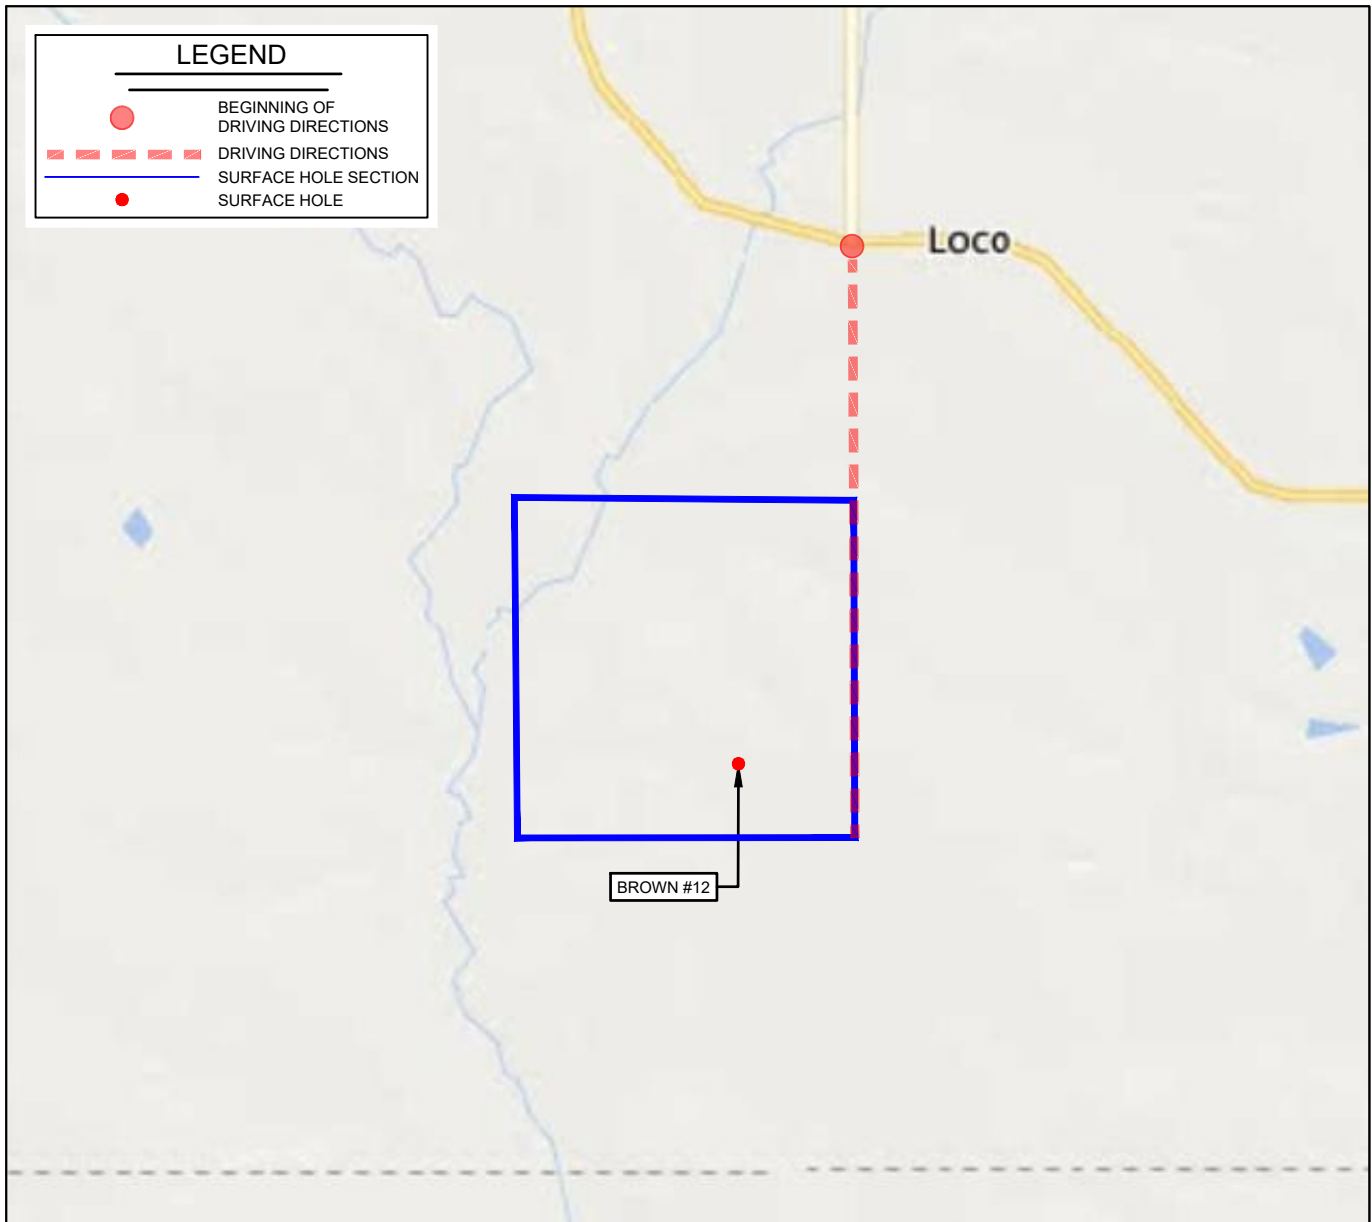 LEGEND
BEGINNING OF
DRIVING DIRECTIONS
DRIVING DIRECTIONS
SURFACE HOLE SECTION
SURFACE HOLE
Loco
BROWN #12